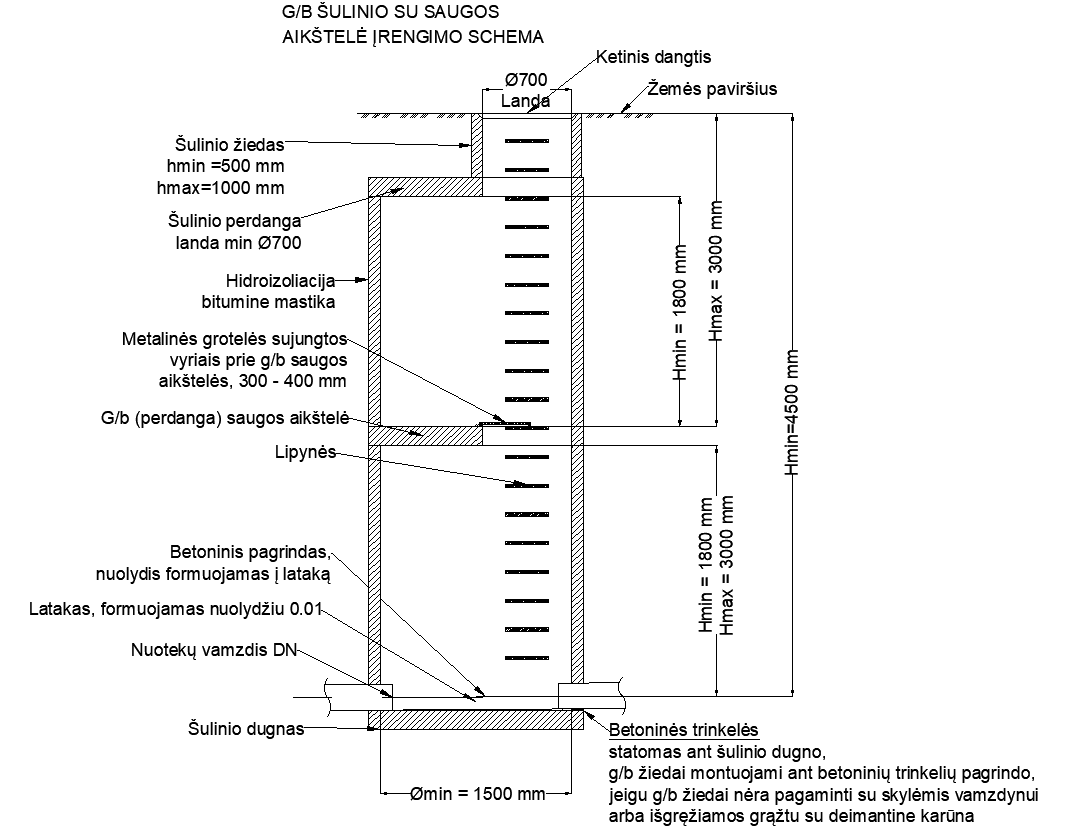 G/B ŠULINIO SU SAUGOS
AIKŠTELĖ ĮRENGIMO SCHEMA
Ketinis dangtis
Ø700
Landa
Žemės paviršius
Šulinio žiedas
hmin =500 mm
hmax=1000 mm
Šulinio perdanga
landa min Ø700
Hidroizoliacija
bitumine mastika
Metalinės grotelės sujungtos
vyriais prie g/b saugos
aikštelės, 300 - 400 mm
G/b (perdanga) saugos aikštelė
Lipynės
Hmin = 1800 mm
Hmax = 3000 mm
Hmin=4500 mm
Hmin = 1800 mm
Hmax = 3000 mm
Betoninis pagrindas,
nuolydis formuojamas į lataką
Latakas, formuojamas nuolydžiu 0.01
Nuotekų vamzdis DN
Šulinio dugnas
Ømin = 1500 mm
Betoninės trinkelės
statomas ant šulinio dugno,
g/b žiedai montuojami ant betoninių trinkelių pagrindo,
jeigu g/b žiedai nėra pagaminti su skylėmis vamzdynui
arba išgręžiamos grąžtu su deimantine karūna